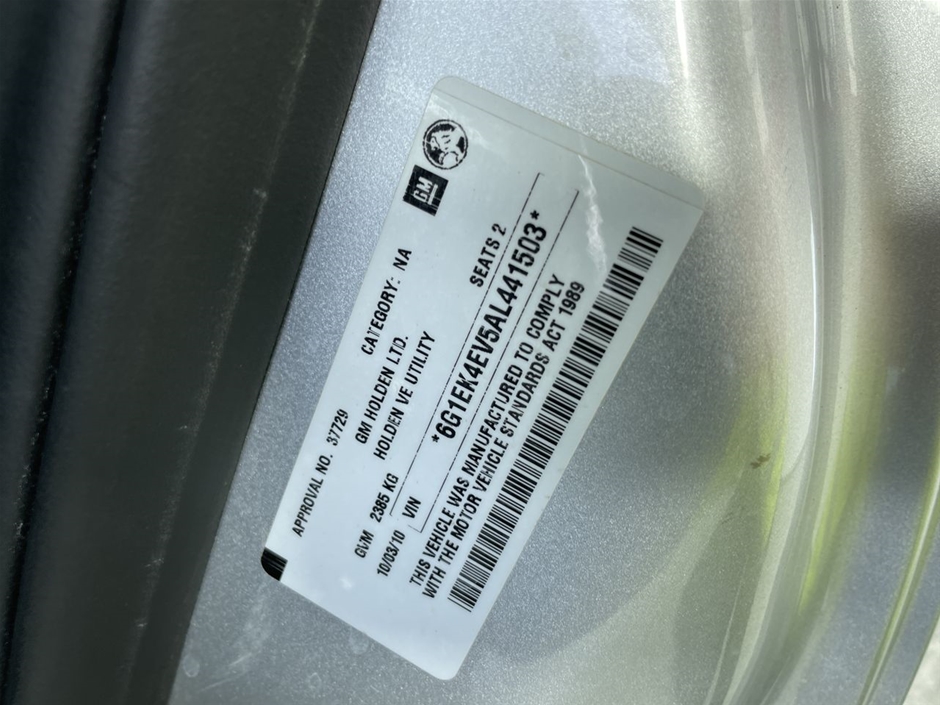 GM
APPROVAL NO. 37729 CATEGORY: NA
GM HOLDEN LTD.
HOLDEN VE UTILITY
GVM 2385 KG SEATS 2
10/03/10
VIN *6G1EK4EV5AL441503*
THIS VEHICLE WAS MANUFACTURED TO COMPLY
WITH THE MOTOR VEHICLE STANDARDS ACT 1989